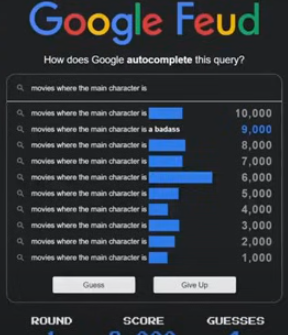 Google Feud
How does Google autocomplete this query?
movies where the main character is
movies where the main character is 10,000
movies where the main character is a badass 9,000
movies where the main character is 8,000
movies where the main character is 7,000
movies where the main character is 6,000
movies where the main character is 5,000
movies where the main character is 4,000
movies where the main character is 3,000
movies where the main character is 2,000
movies where the main character is 1,000
Guess Give Up
ROUND SCORE GUESSES